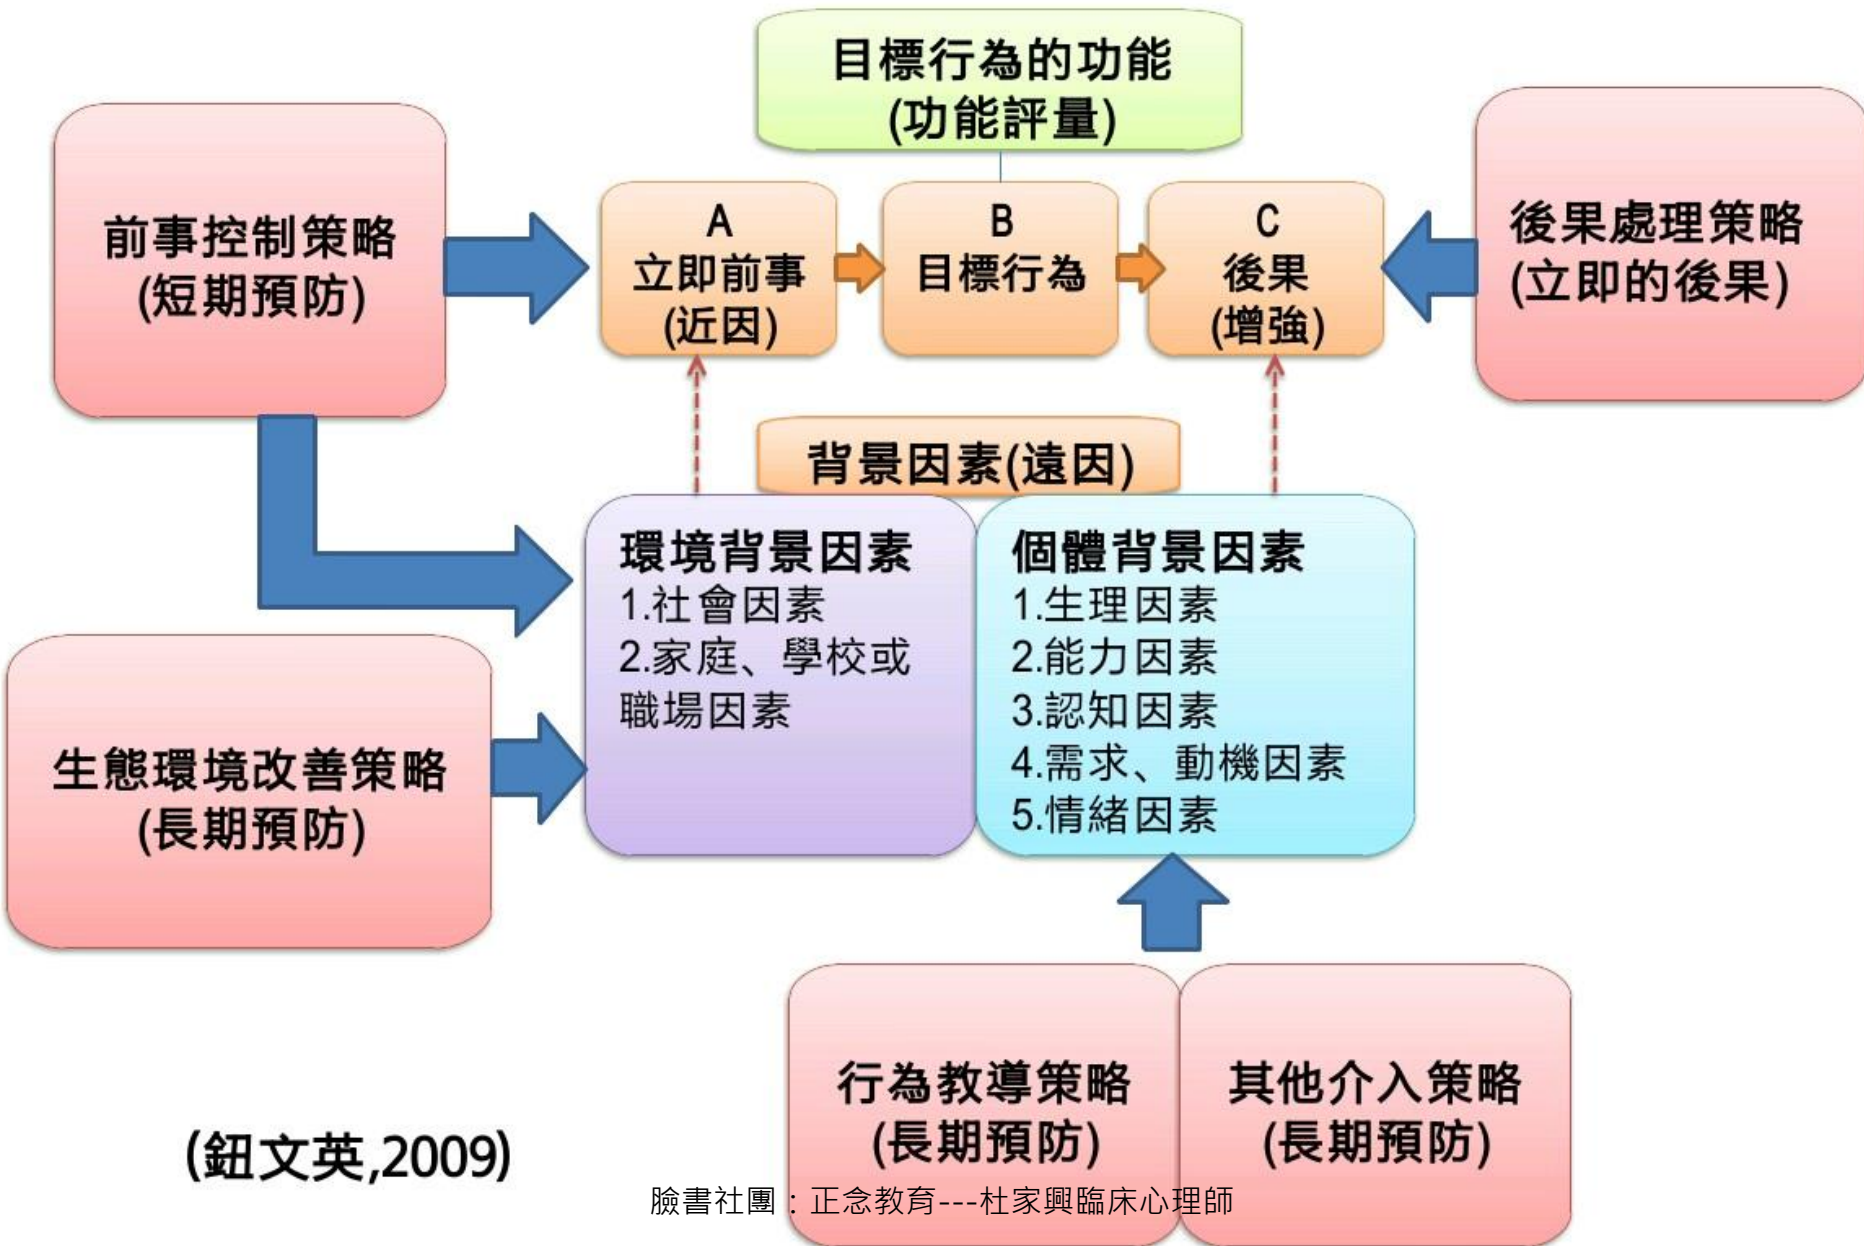 目標行為的功能
(功能評量)
前事控制策略
(短期預防)
A
立即前事
(近因)
B
目標行為
C
後果
(增強)
後果處理策略
(立即的後果)
背景因素(遠因)
環境背景因素
1.社會因素
2.家庭、學校或
職場因素
個體背景因素
1.生理因素
2.能力因素
3.認知因素
4.需求、動機因素
5.情緒因素
生態環境改善策略
(長期預防)
行為教導策略
(長期預防)
其他介入策略
(長期預防)
(鈕文英,2009)
臉書社團：正念教育---杜家興臨床心理師